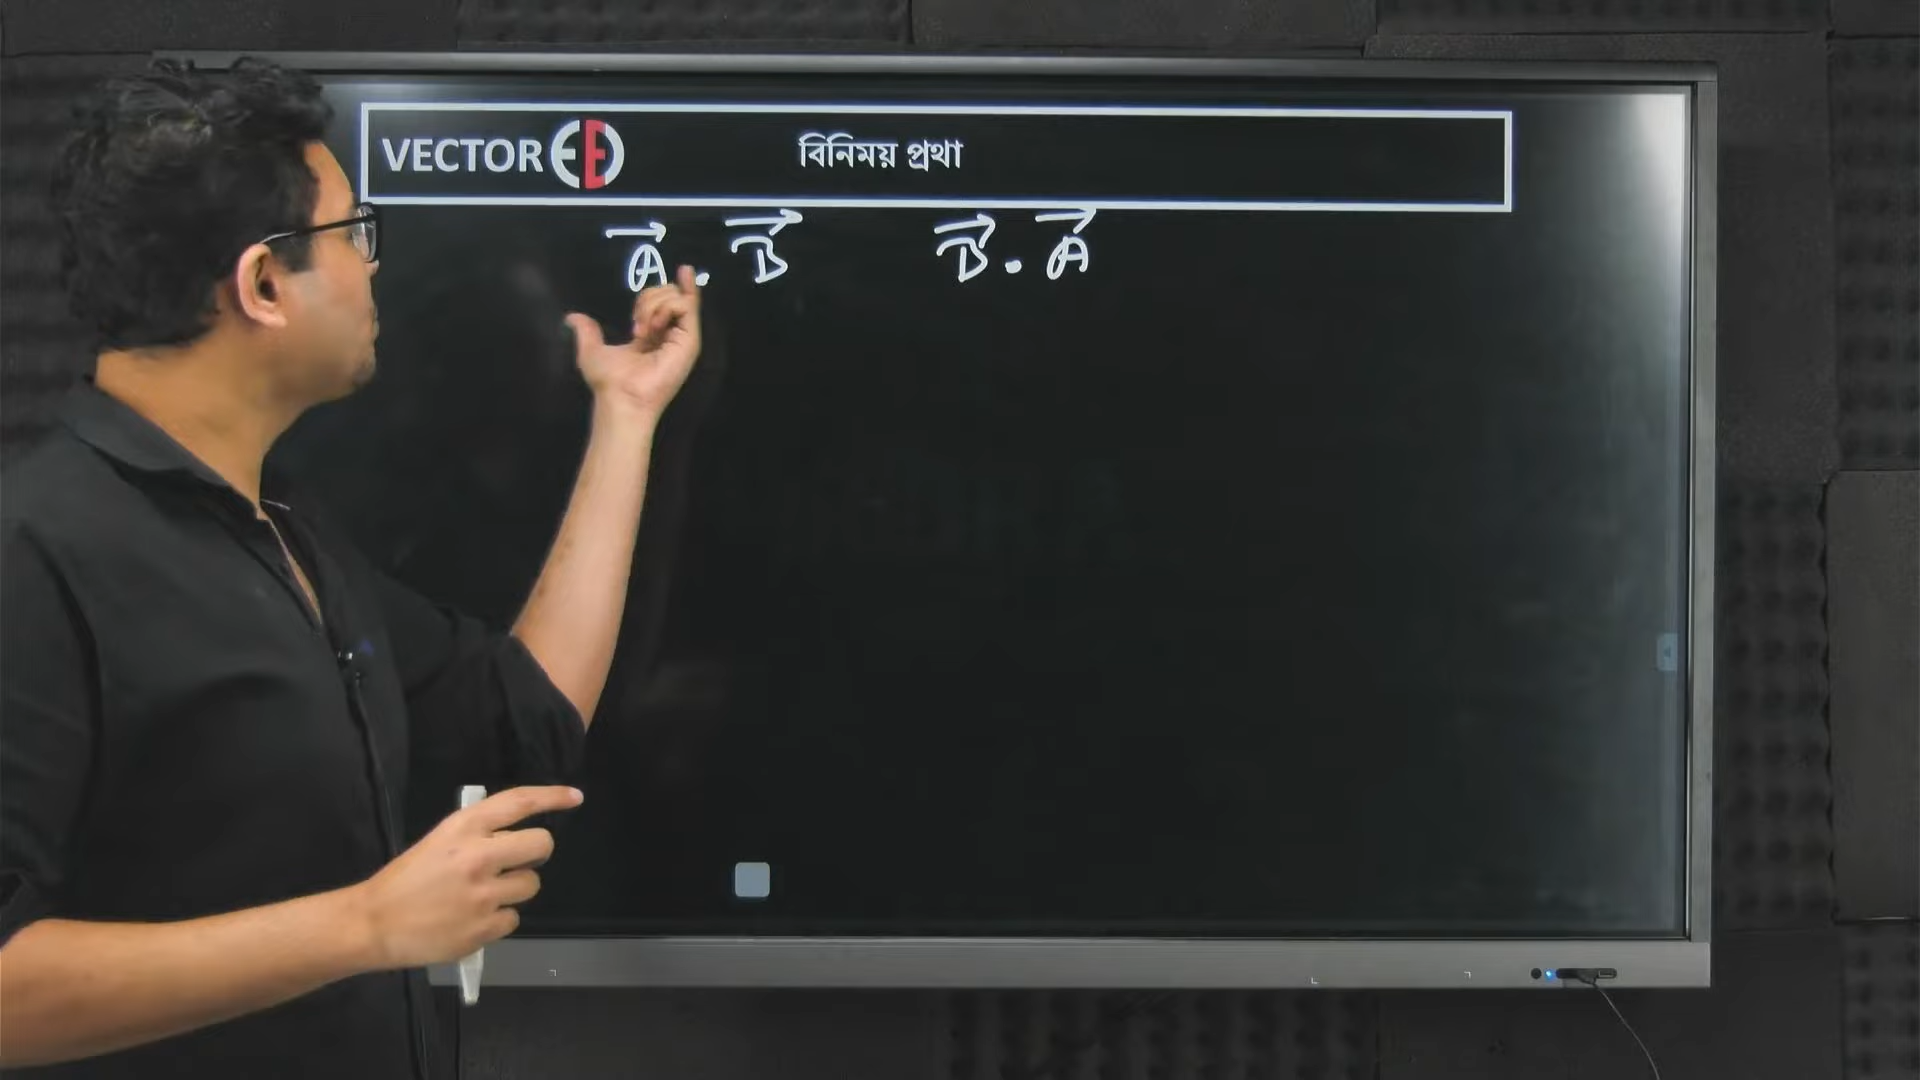 VECTOR E বিনিময় প্রথা
A⃗ . B⃗ B⃗ . A⃗